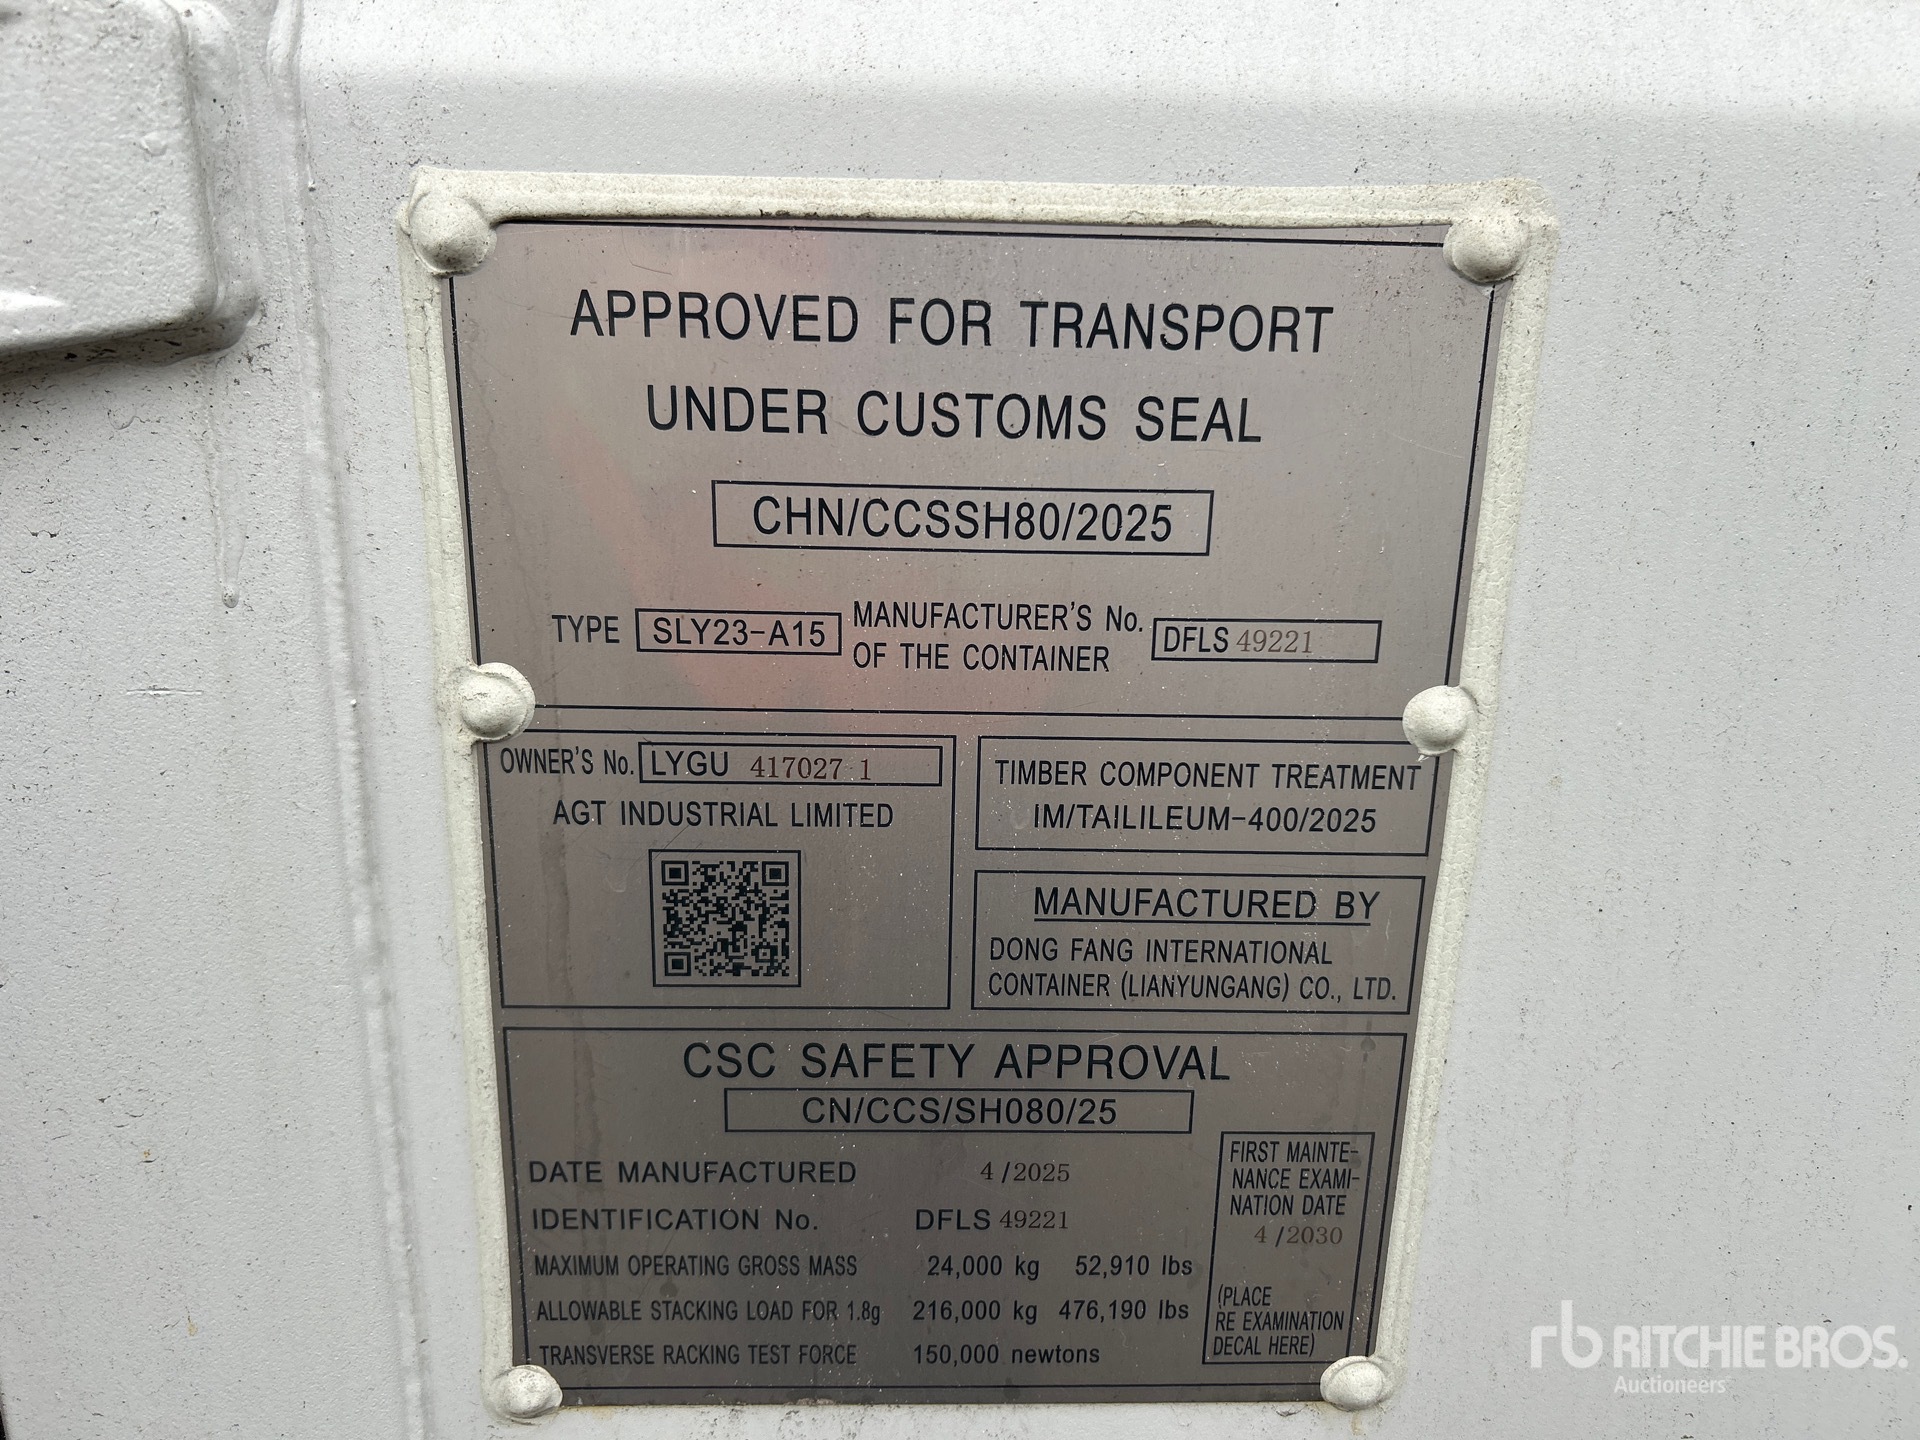 APPROVED FOR TRANSPORT
UNDER CUSTOMS SEAL
CHN/CCSSH80/2025
TYPE SLY23-A15 MANUFACTURER'S No. OF THE CONTAINER DFLS 49221
OWNER'S No. LYGU 417027 1
AGT INDUSTRIAL LIMITED
TIMBER COMPONENT TREATMENT
IM/TAILILEUM-400/2025
MANUFACTURED BY
DONG FANG INTERNATIONAL
CONTAINER (LIANYUNGANG) CO., LTD.
CSC SAFETY APPROVAL
CN/CCS/SH080/25
DATE MANUFACTURED 4/2025
IDENTIFICATION No. DFLS 49221
MAXIMUM OPERATING GROSS MASS 24,000 kg 52,910 lbs
ALLOWABLE STACKING LOAD FOR 1.8g 216,000 kg 476,190 lbs
TRANSVERSE RACKING TEST FORCE 150,000 newtons
FIRST MAINTE-
NANCE EXAMI-
NATION DATE
4/2030
(PLACE
RE EXAMINATION
DECAL HERE)
rb RITCHIE BROS.
Auctioneers